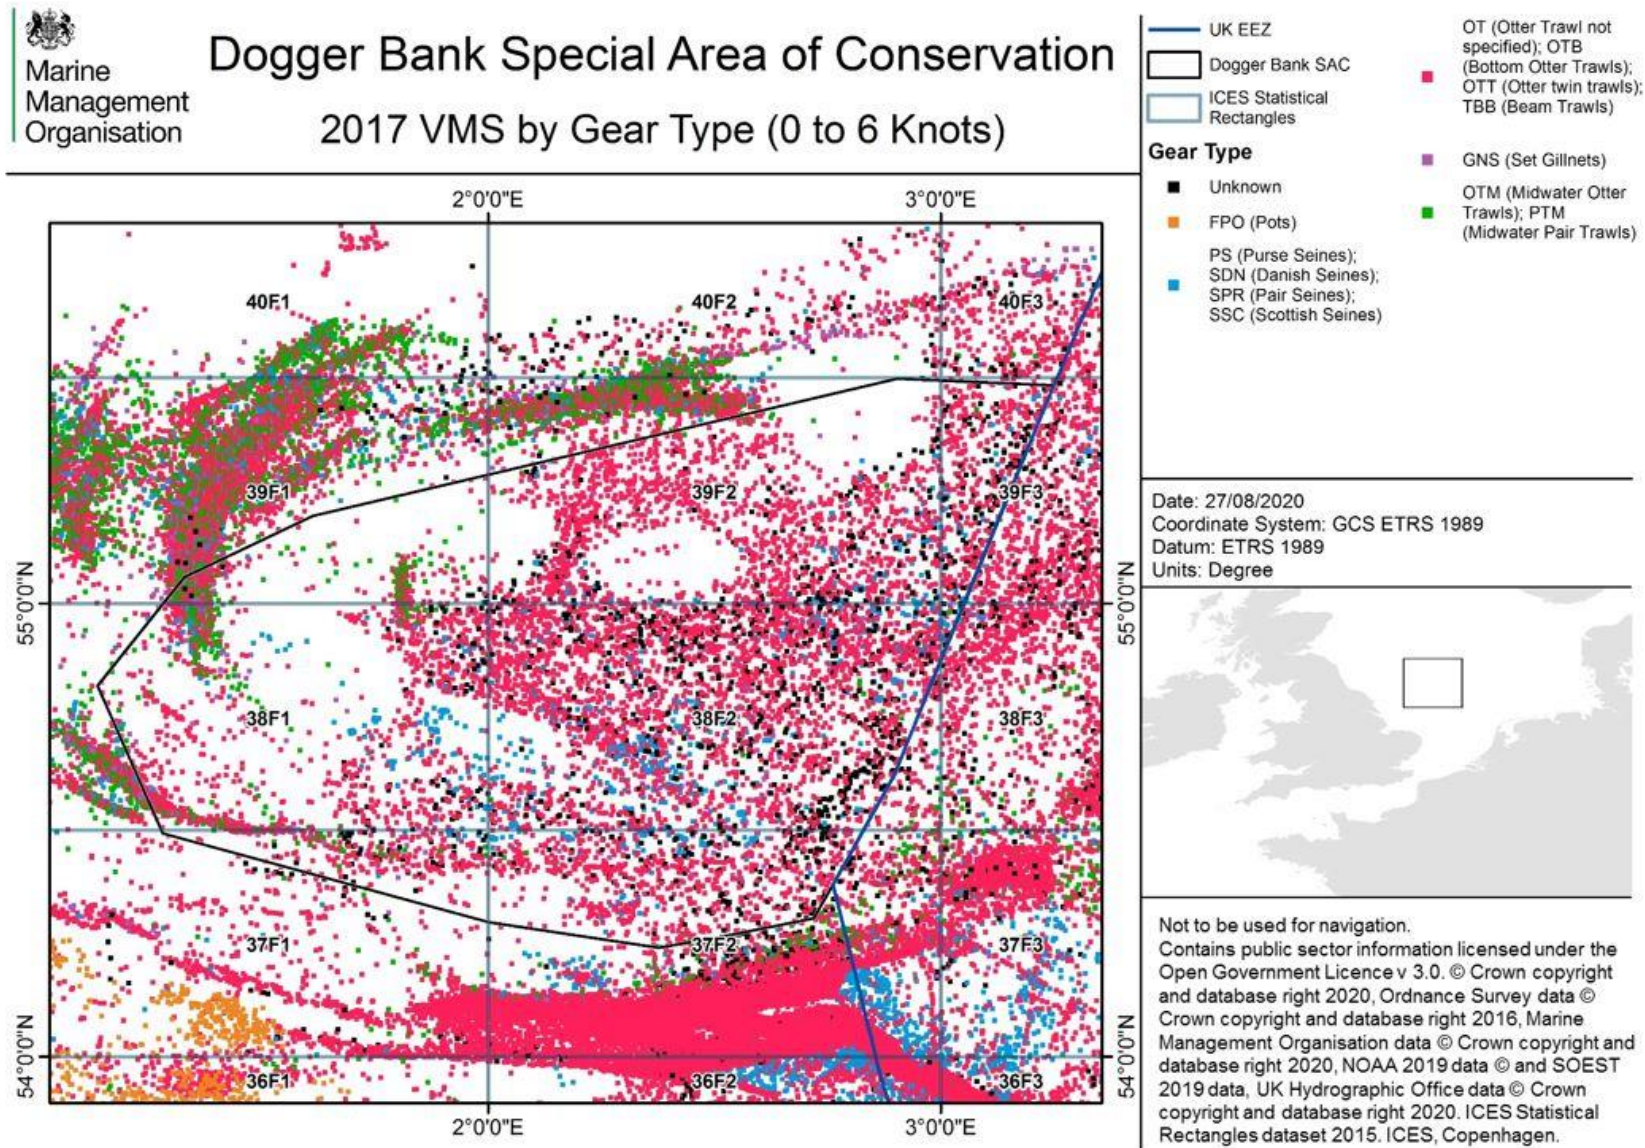 Marine
Management
Organisation
Dogger Bank Special Area of Conservation
2017 VMS by Gear Type (0 to 6 Knots)
2°0'0"E
3°0'0"E
40F1
40F2
40F3
39F1
39F2
39F3
55°0'0"N
55°0'0"N
38F1
38F2
38F3
37F1
37F2
37F3
54°0'0"N
54°0'0"N
36F1
36F2
36F3
2°0'0"E
3°0'0"E
UK EEZ
Dogger Bank SAC
ICES Statistical
Rectangles
Gear Type
Unknown
FPO (Pots)
PS (Purse Seines);
SDN (Danish Seines);
SPR (Pair Seines);
SSC (Scottish Seines)
OT (Otter Trawl not
specified); OTB
(Bottom Otter Trawls);
OTT (Otter twin trawls);
TBB (Beam Trawls)
GNS (Set Gillnets)
OTM (Midwater Otter
Trawls); PTM
(Midwater Pair Trawls)
Date: 27/08/2020
Coordinate System: GCS ETRS 1989
Datum: ETRS 1989
Units: Degree
Not to be used for navigation.
Contains public sector information licensed under the
Open Government Licence v 3.0. © Crown copyright
and database right 2020, Ordnance Survey data ©
Crown copyright and database right 2016, Marine
Management Organisation data © Crown copyright and
database right 2020, NOAA 2019 data © and SOEST
2019 data, UK Hydrographic Office data © Crown
copyright and database right 2020. ICES Statistical
Rectangles dataset 2015. ICES, Copenhagen.